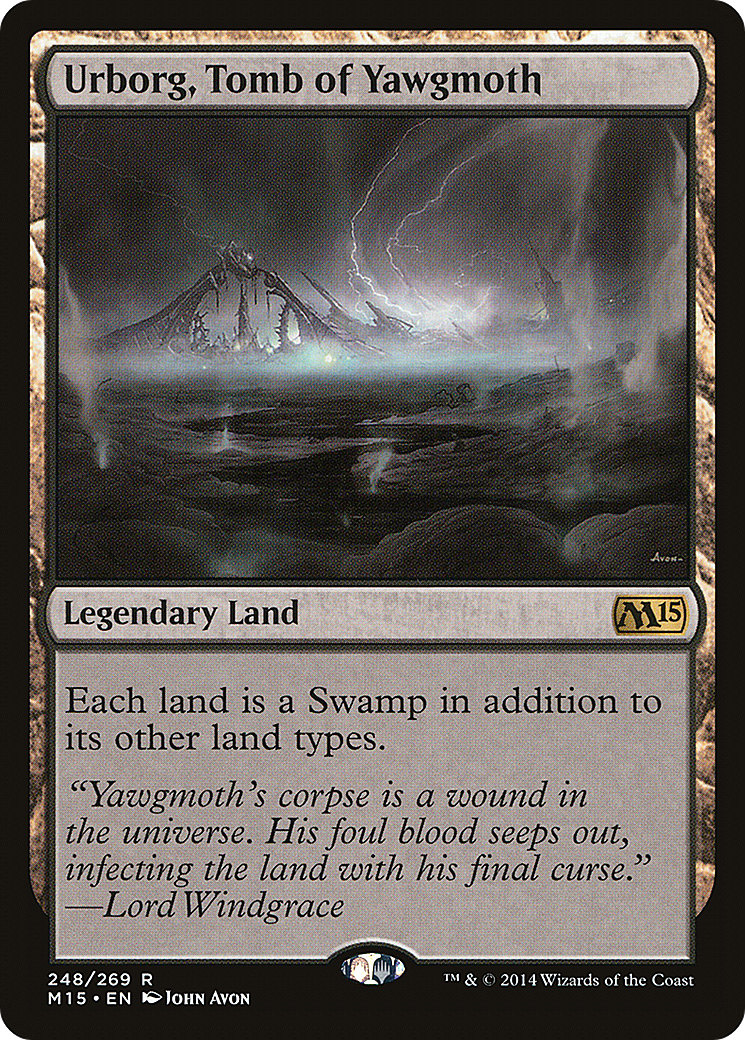 Urborg, Tomb of Yawgmoth
Avon-
Legendary Land
M15
Each land is a Swamp in addition to
its other land types.
“Yawgmoth’s corpse is a wound in
the universe. His foul blood seeps out,
infecting the land with his final curse.”
—Lord Windgrace
248/269 R
M15 • EN John Avon
™ & © 2014 Wizards of the Coast